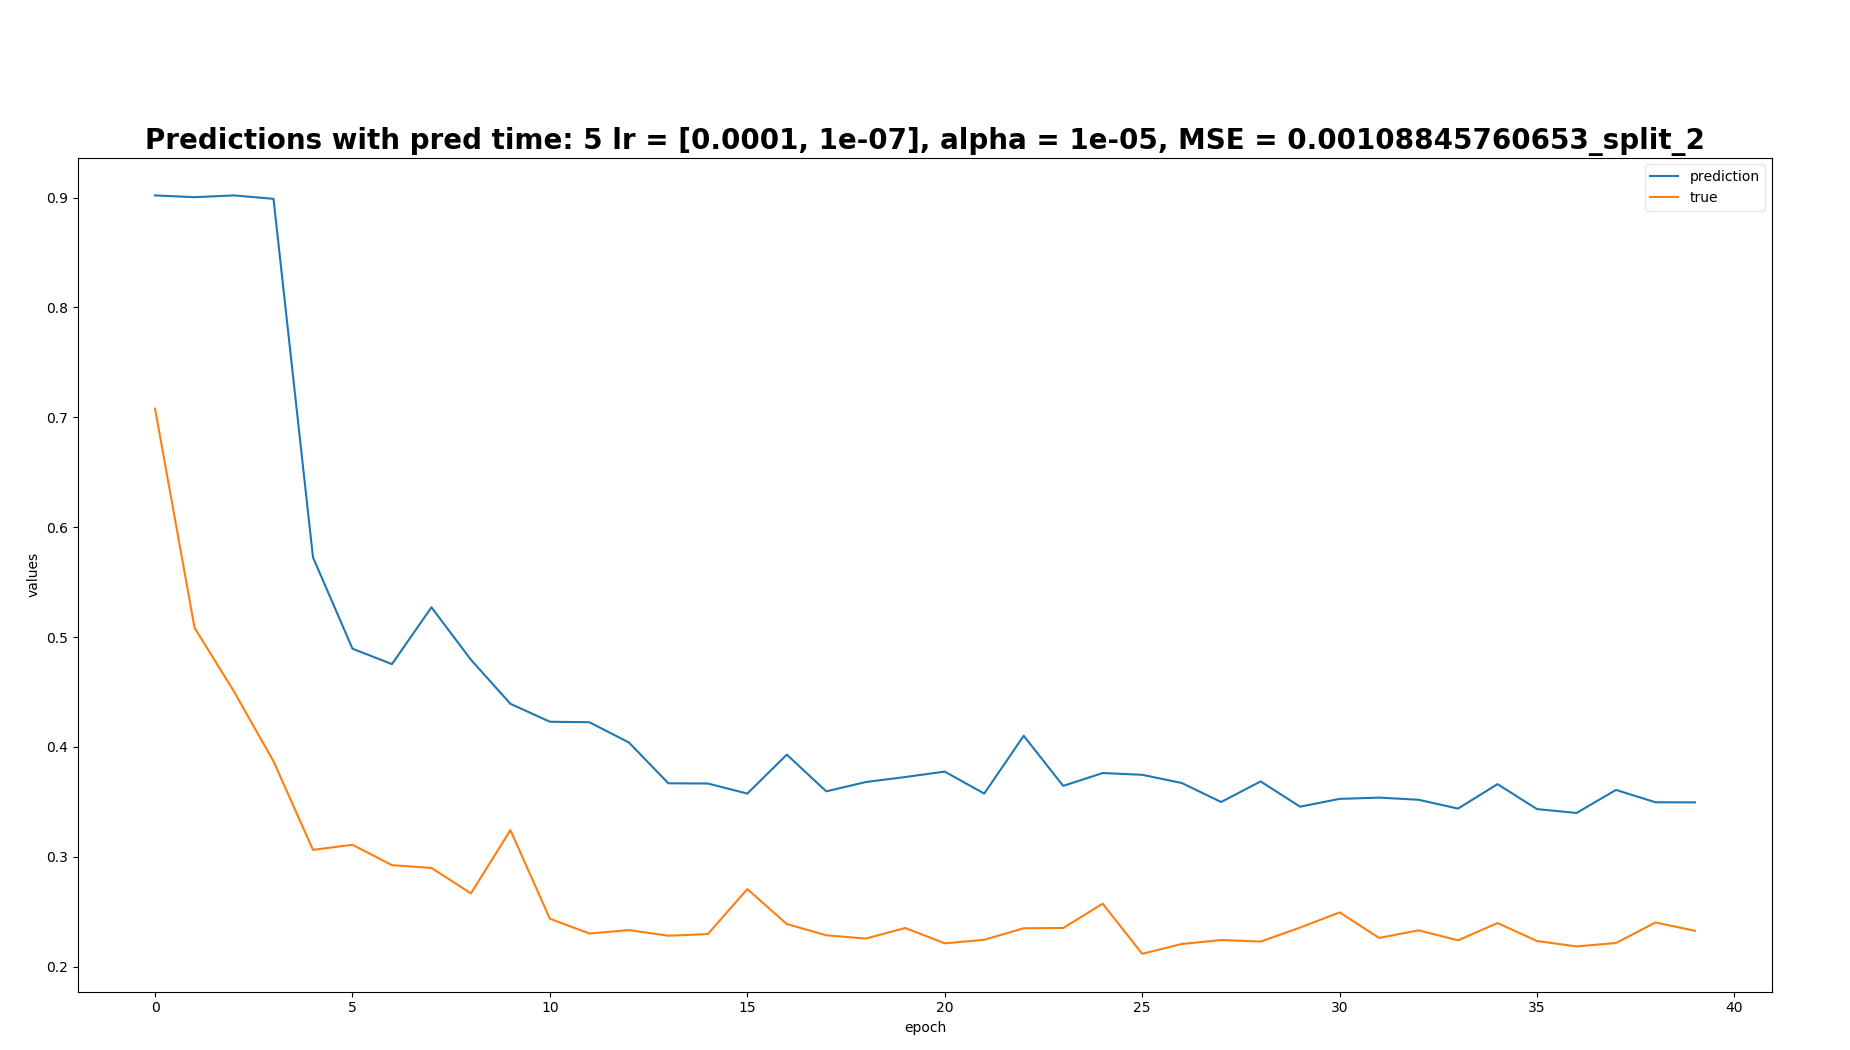 Predictions with pred time: 5 lr = [0.0001, 1e-07], alpha = 1e-05, MSE = 0.00108845760653_split_2
prediction
true
0.9
0.8
0.7
0.6
0.5
0.4
0.3
0.2
values
0 5 10 15 20 25 30 35 40
epoch